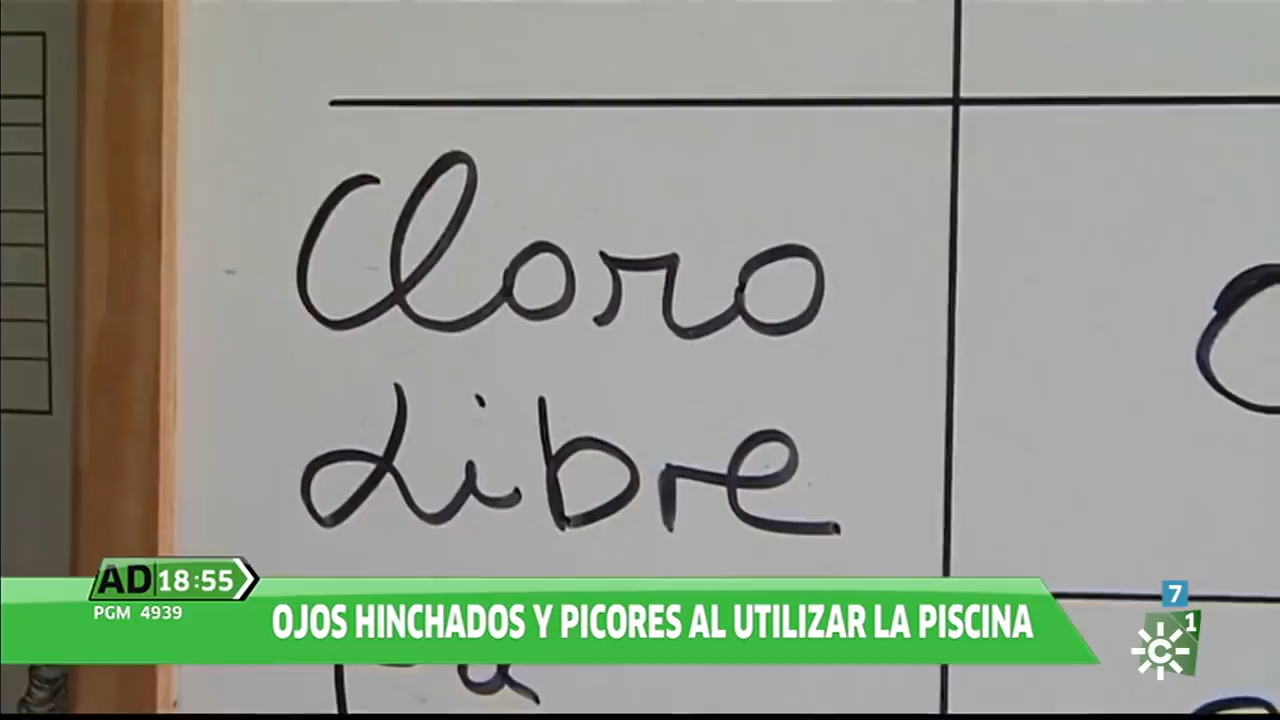 Cloro
Libre
AD 18:55
PGM 4939
OJOS HINCHADOS Y PICORES AL UTILIZAR LA PISCINA
7
1
C